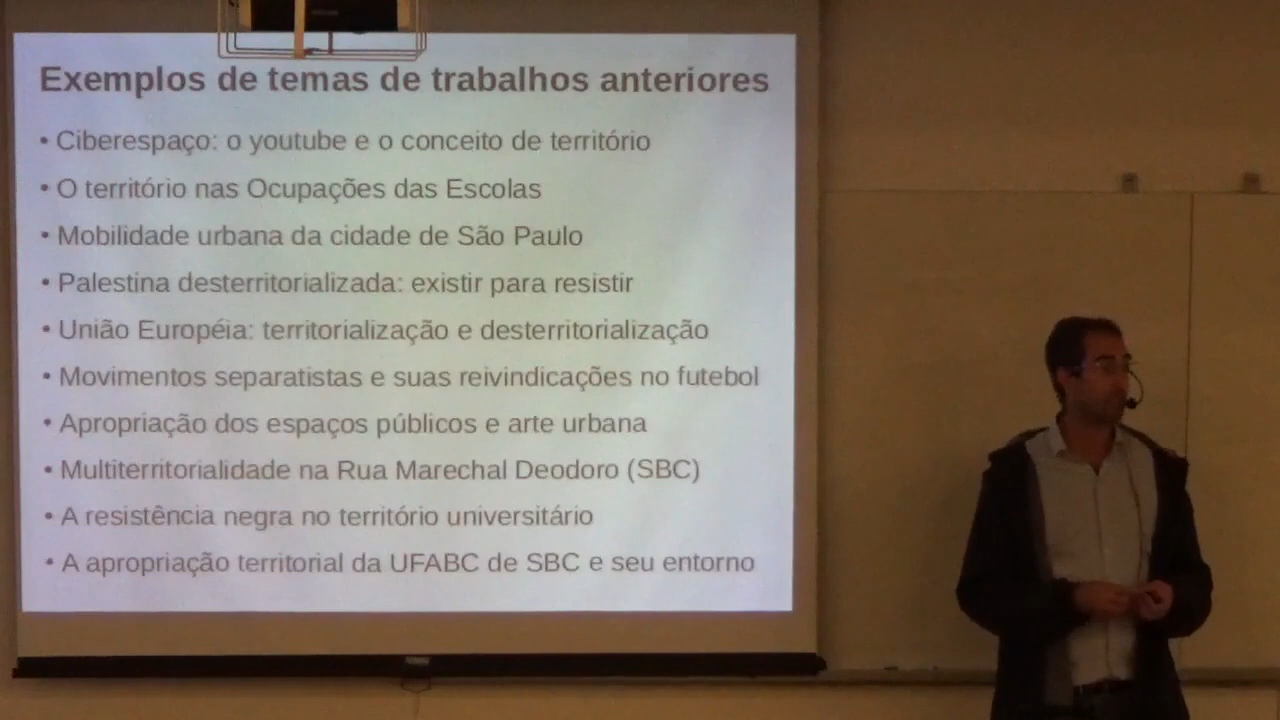 Exemplos de temas de trabalhos anteriores
• Ciberespaço: o youtube e o conceito de território
• O território nas Ocupações das Escolas
• Mobilidade urbana da cidade de São Paulo
• Palestina desterritorializada: existir para resistir
• União Européia: territorialização e desterritorialização
• Movimentos separatistas e suas reivindicações no futebol
• Apropriação dos espaços públicos e arte urbana
• Multiterritorialidade na Rua Marechal Deodoro (SBC)
• A resistência negra no território universitário
• A apropriação territorial da UFABC de SBC e seu entorno